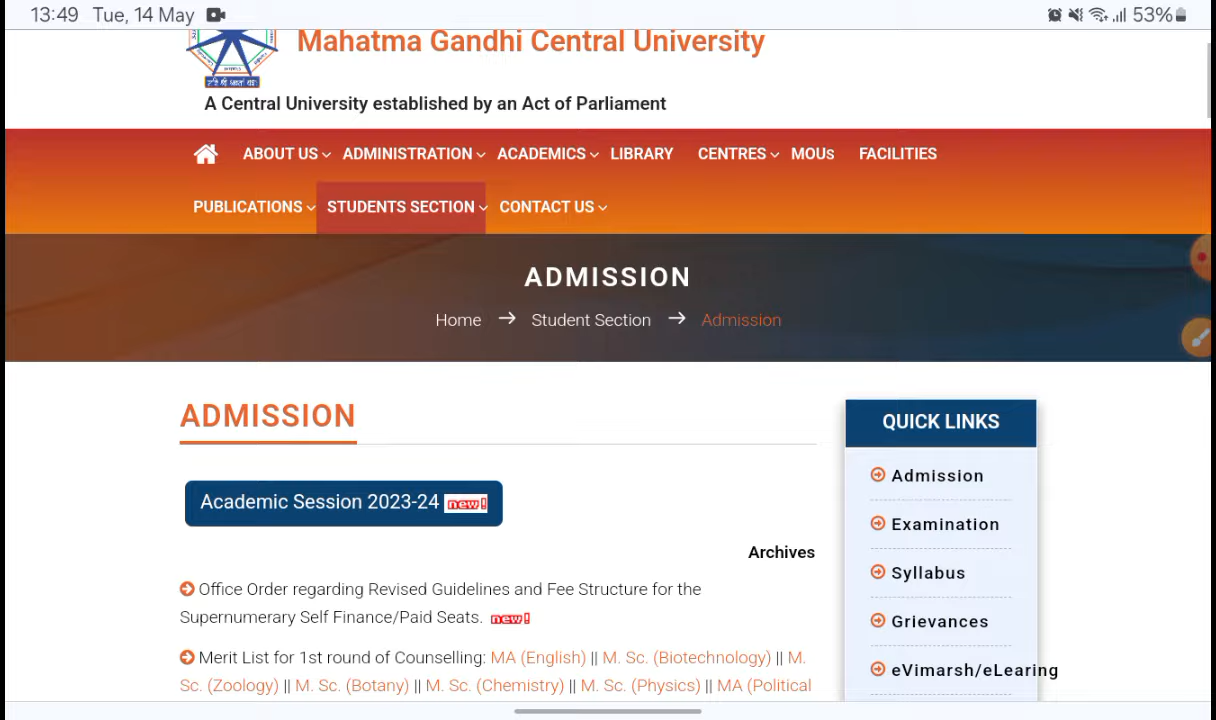 13:49 Tue, 14 May 53%
Mahatma Gandhi Central University
A Central University established by an Act of Parliament
ABOUT US ADMINISTRATION ACADEMICS LIBRARY CENTRES MOUs FACILITIES
PUBLICATIONS STUDENTS SECTION CONTACT US
ADMISSION
Home → Student Section → Admission
ADMISSION
Academic Session 2023-24 new!
Archives
Office Order regarding Revised Guidelines and Fee Structure for the
Supernumerary Self Finance/Paid Seats. new!
Merit List for 1st round of Counselling: MA (English) || M. Sc. (Biotechnology) || M.
Sc. (Zoology) || M. Sc. (Botany) || M. Sc. (Chemistry) || M. Sc. (Physics) || MA (Political
QUICK LINKS
Admission
Examination
Syllabus
Grievances
eVimarsh/eLearing